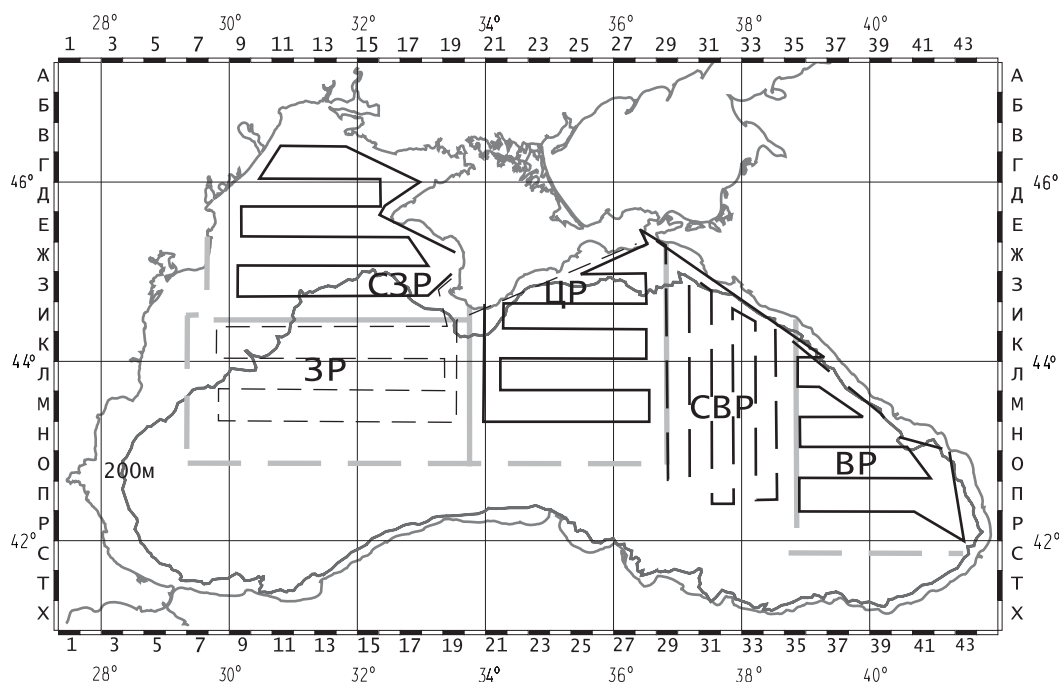 28° 30° 32° 34° 38° 40°
1 3 5 7 9 11 13 15 17 19 21 23 25 27 29 31 33 35 37 39 41 43
А А
Б Б
В В
Г Г
46° 46°
Д Д
Е Е
Ж Ж
З СЗР ЦР З
И И
К К
44° 44°
Л ЗР Л
М СВР М
Н Н
О 200м ВР О
П П
Р Р
42° 42°
С С
Т Т
Х Х
1 3 5 7 9 11 13 15 17 19 21 23 25 27 29 31 33 35 37 39 41 43
28° 30° 32° 34° 36° 38° 40°